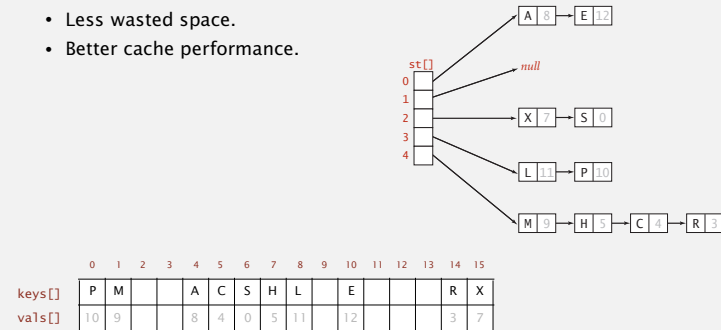 • Less wasted space.
• Better cache performance.
st[]
0 A 8 E 12
1 null
2 X 7 S 0
3 L 11 P 10
4 M 9 H 5 C 4 R 3
0 1 2 3 4 5 6 7 8 9 10 11 12 13 14 15
keys[] P M A C S H L E R X
vals[] 10 9 8 4 0 5 11 12 3 7